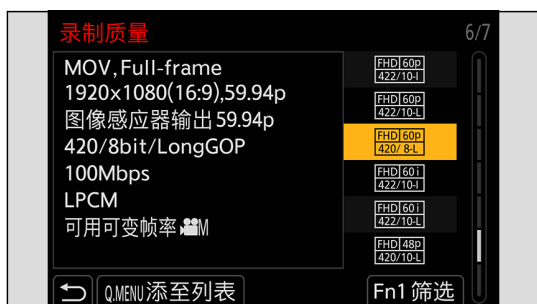 录制质量 6/7
MOV,Full-frame
1920x1080(16:9),59.94p
图像感应器输出59.94p
420/8bit/LongGOP
100Mbps
LPCM
可用可变帧率 M
FHD 60p
422/10-I
FHD 60p
422/10-L
FHD 60p
420/ 8-L
FHD 60i
422/10-I
FHD 60i
422/10-L
FHD 48p
420/10-L
Q.MENU添至列表 Fn1 筛选